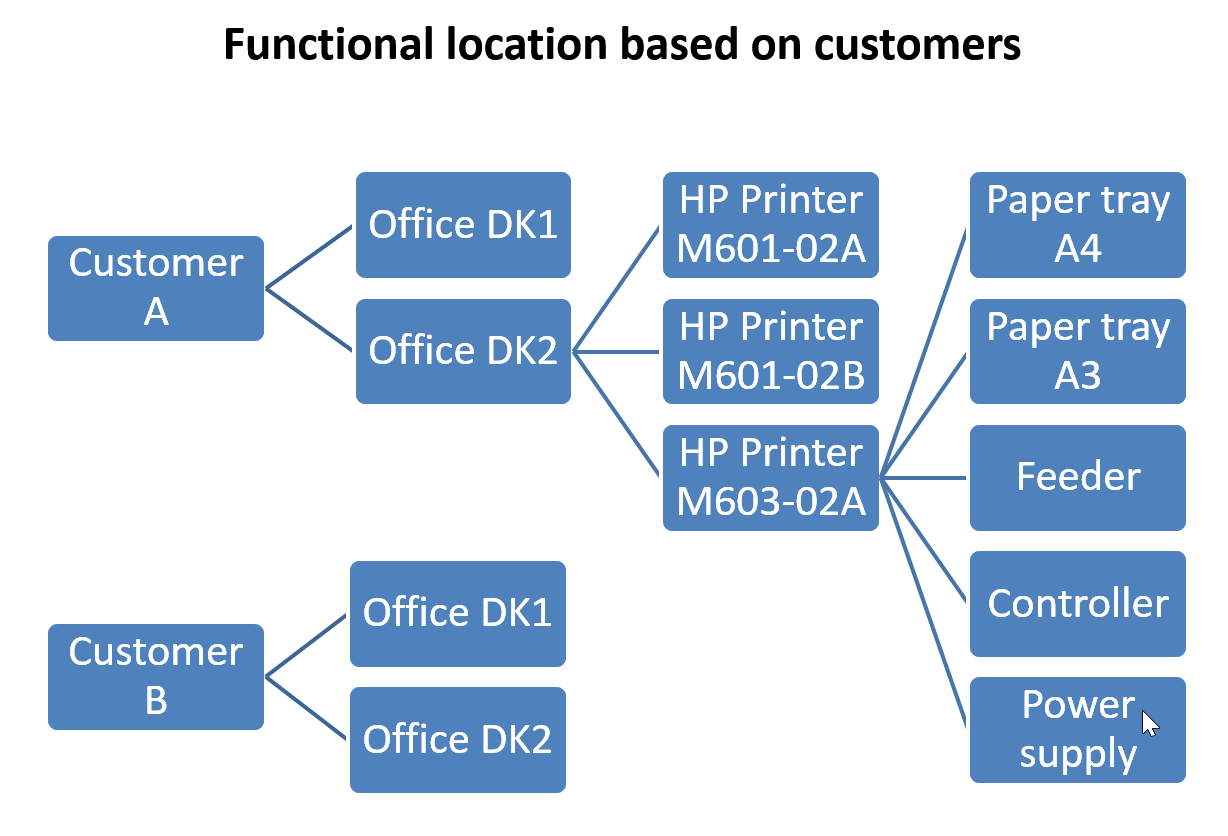 Functional location based on customers
Customer
A
Office DK1
Office DK2
HP Printer
M601-02A
HP Printer
M601-02B
HP Printer
M603-02A
Paper tray
A4
Paper tray
A3
Feeder
Controller
Power
supply
Customer
B
Office DK1
Office DK2